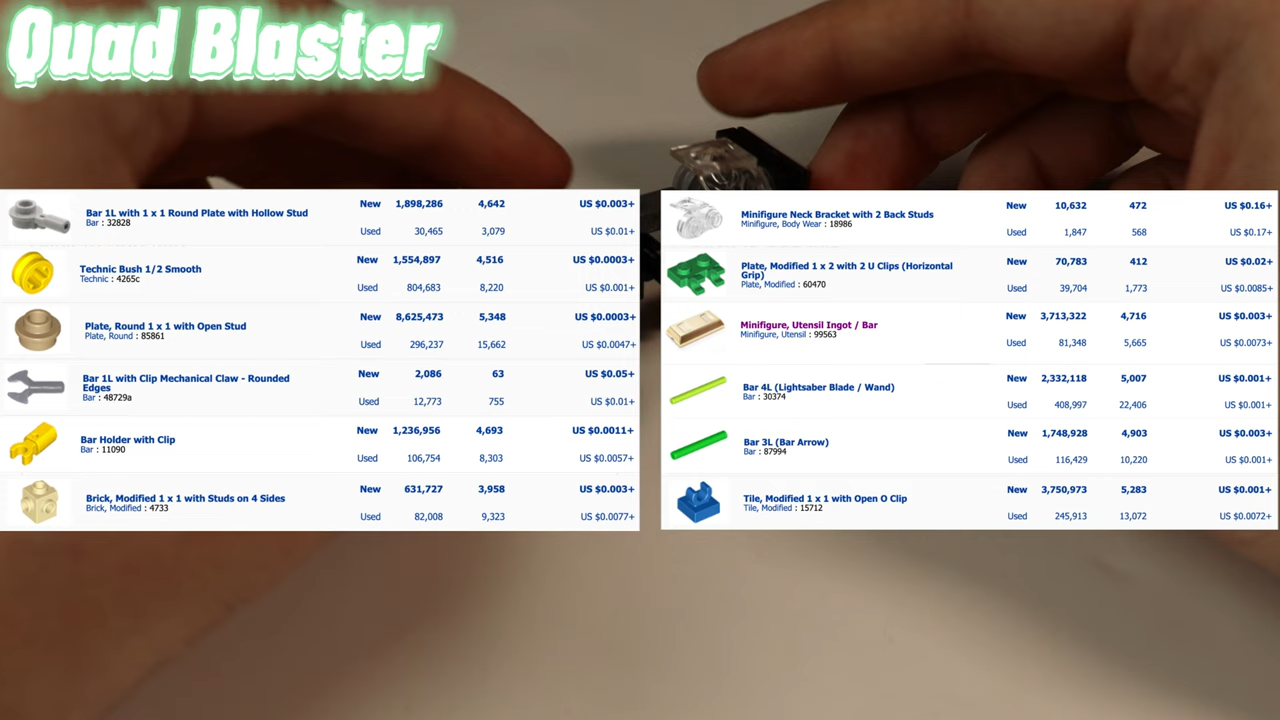 Quad Blaster
Bar 1L with 1 x 1 Round Plate with Hollow Stud
Bar : 32828
New 1,898,286 4,642 US $0.003+
Used 30,465 3,079 US $0.01+
Technic Bush 1/2 Smooth
Technic : 4265c
New 1,554,897 4,516 US $0.0003+
Used 804,683 8,220 US $0.001+
Plate, Round 1 x 1 with Open Stud
Plate, Round : 85861
New 8,625,473 5,348 US $0.0003+
Used 296,237 15,662 US $0.0047+
Bar 1L with Clip Mechanical Claw - Rounded
Edges
Bar : 48729a
New 2,086 63 US $0.05+
Used 12,773 755 US $0.01+
Bar Holder with Clip
Bar : 11090
New 1,236,956 4,693 US $0.0011+
Used 106,754 8,303 US $0.0057+
Brick, Modified 1 x 1 with Studs on 4 Sides
Brick, Modified : 4733
New 631,727 3,958 US $0.003+
Used 82,008 9,323 US $0.0077+
Minifigure Neck Bracket with 2 Back Studs
Minifigure, Body Wear : 18986
New 10,632 472 US $0.16+
Used 1,847 568 US $0.17+
Plate, Modified 1 x 2 with 2 U Clips (Horizontal
Grip)
Plate, Modified : 60470
New 70,783 412 US $0.02+
Used 39,704 1,773 US $0.0085+
Minifigure, Utensil Ingot / Bar
Minifigure, Utensil : 99563
New 3,713,322 4,716 US $0.003+
Used 81,348 5,665 US $0.0073+
Bar 4L (Lightsaber Blade / Wand)
Bar : 30374
New 2,332,118 5,007 US $0.001+
Used 408,997 22,406 US $0.001+
Bar 3L (Bar Arrow)
Bar : 87994
New 1,748,928 4,903 US $0.003+
Used 116,429 10,220 US $0.001+
Tile, Modified 1 x 1 with Open O Clip
Tile, Modified : 15712
New 3,750,973 5,283 US $0.001+
Used 245,913 13,072 US $0.0072+